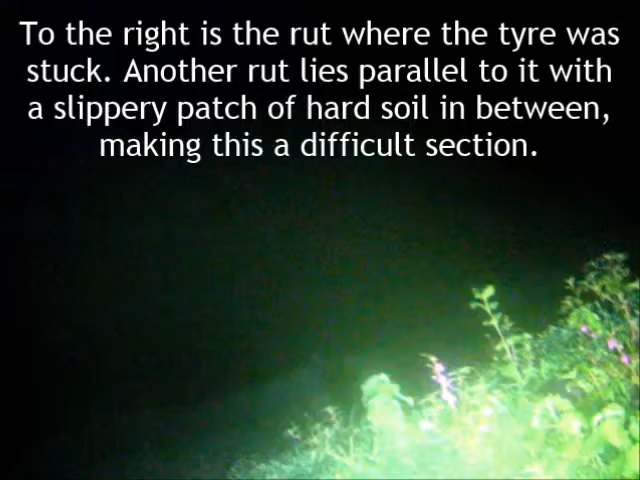 To the right is the rut where the tyre was
stuck. Another rut lies parallel to it with
a slippery patch of hard soil in between,
making this a difficult section.